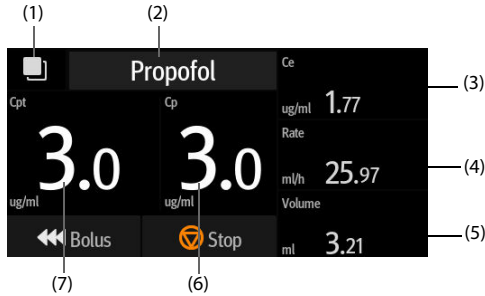 (1)
(2)
Propofol
Cpt
3.0
ug/ml
Cp
3.0
ug/ml
Ce
ug/ml 1.77
(3)
Rate
ml/h 25.97
(4)
Volume
ml 3.21
(5)
Bolus
Stop
(7)
(6)